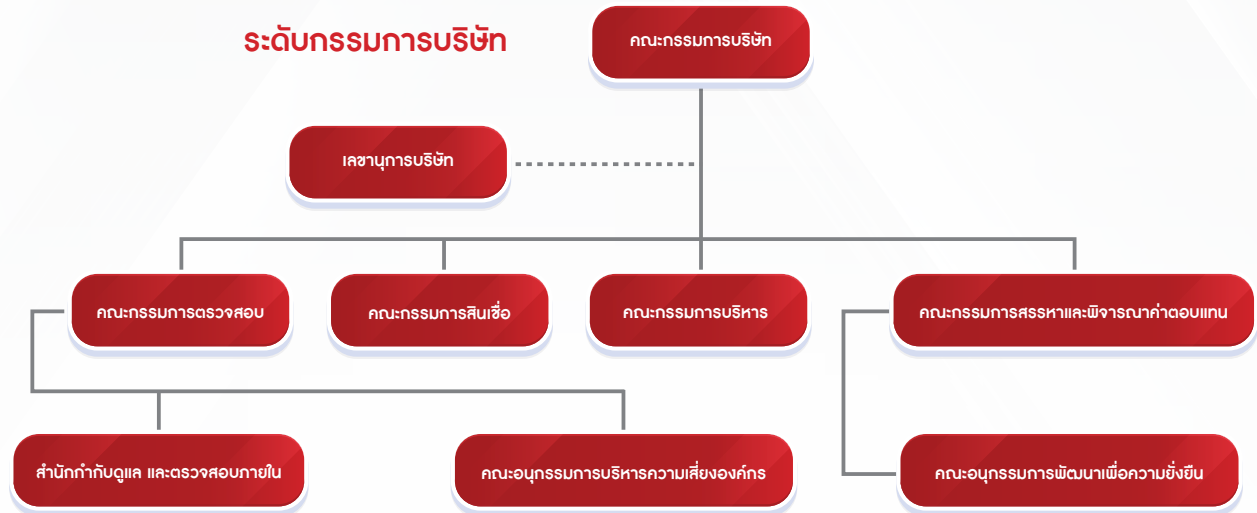 ระดับกรรมการบริษัท
คณะกรรมการบริษัท
เลขานุการบริษัท
คณะกรรมการตรวจสอบ
คณะกรรมการสินเชื่อ
คณะกรรมการบริหาร
คณะกรรมการสรรหาและพิจารณาค่าตอบแทน
สำนักกำกับดูแล และตรวจสอบภายใน
คณะอนุกรรมการบริหารความเสี่ยงองค์กร
คณะอนุกรรมการพัฒนาเพื่อความยั่งยืน